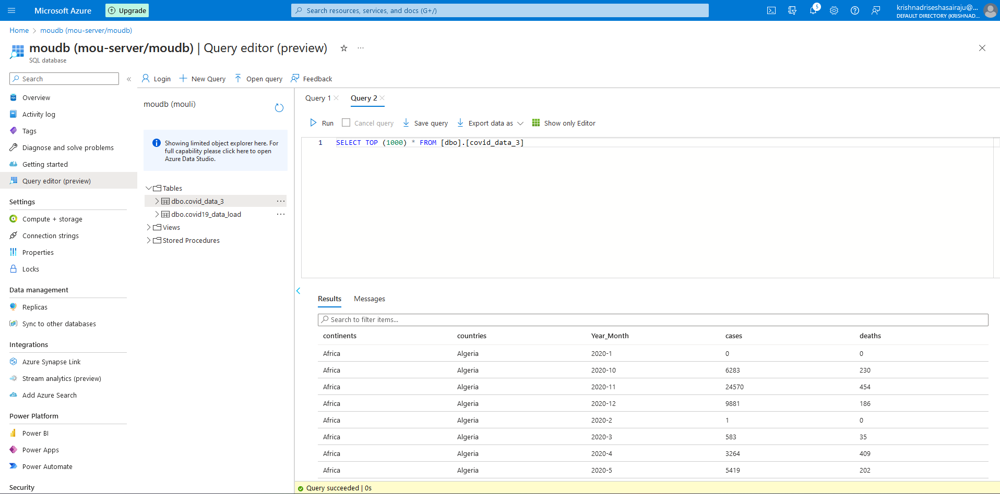 Microsoft Azure
Upgrade
Search resources, services, and docs (G+/)
5
krishnadriseshasairaju@...
DEFAULT DIRECTORY (KRISHNAD...
Home > moudb (mou-server/moudb)
moudb (mou-server/moudb) | Query editor (preview)
SQL database
Search
Overview
Activity log
Tags
Diagnose and solve problems
Getting started
Query editor (preview)
Settings
Compute + storage
Connection strings
Properties
Locks
Data management
Replicas
Sync to other databases
Integrations
Azure Synapse Link
Stream analytics (preview)
Add Azure Search
Power Platform
Power BI
Power Apps
Power Automate
Security
Login New Query Open query Feedback
moudb (mouli)
Showing limited object explorer here. For
full capability please click here to open
Azure Data Studio.
Tables
dbo.covid_data_3
dbo.covid19_data_load
Views
Stored Procedures
Query 1 Query 2
Run Cancel query Save query Export data as Show only Editor
1 SELECT TOP (1000) * FROM [dbo].[covid_data_3]
Results Messages
Search to filter items...
continents countries Year_Month cases deaths
Africa Algeria 2020-1 0 0
Africa Algeria 2020-10 6283 230
Africa Algeria 2020-11 24570 454
Africa Algeria 2020-12 9881 186
Africa Algeria 2020-2 1 0
Africa Algeria 2020-3 583 35
Africa Algeria 2020-4 3264 409
Africa Algeria 2020-5 5419 202
Query succeeded | 0s